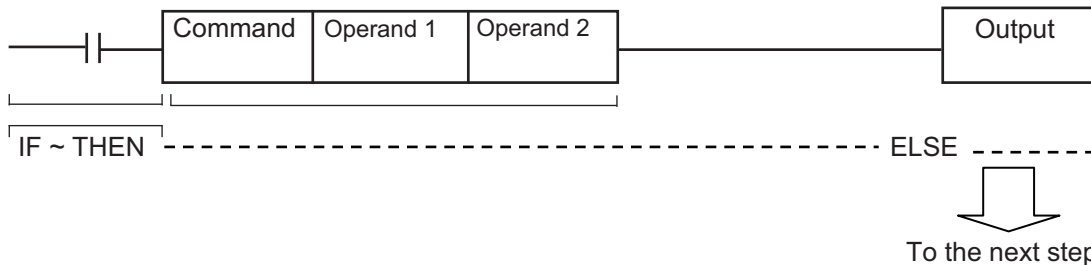 Command Operand 1 Operand 2 Output
IF ~ THEN ELSE
To the next step